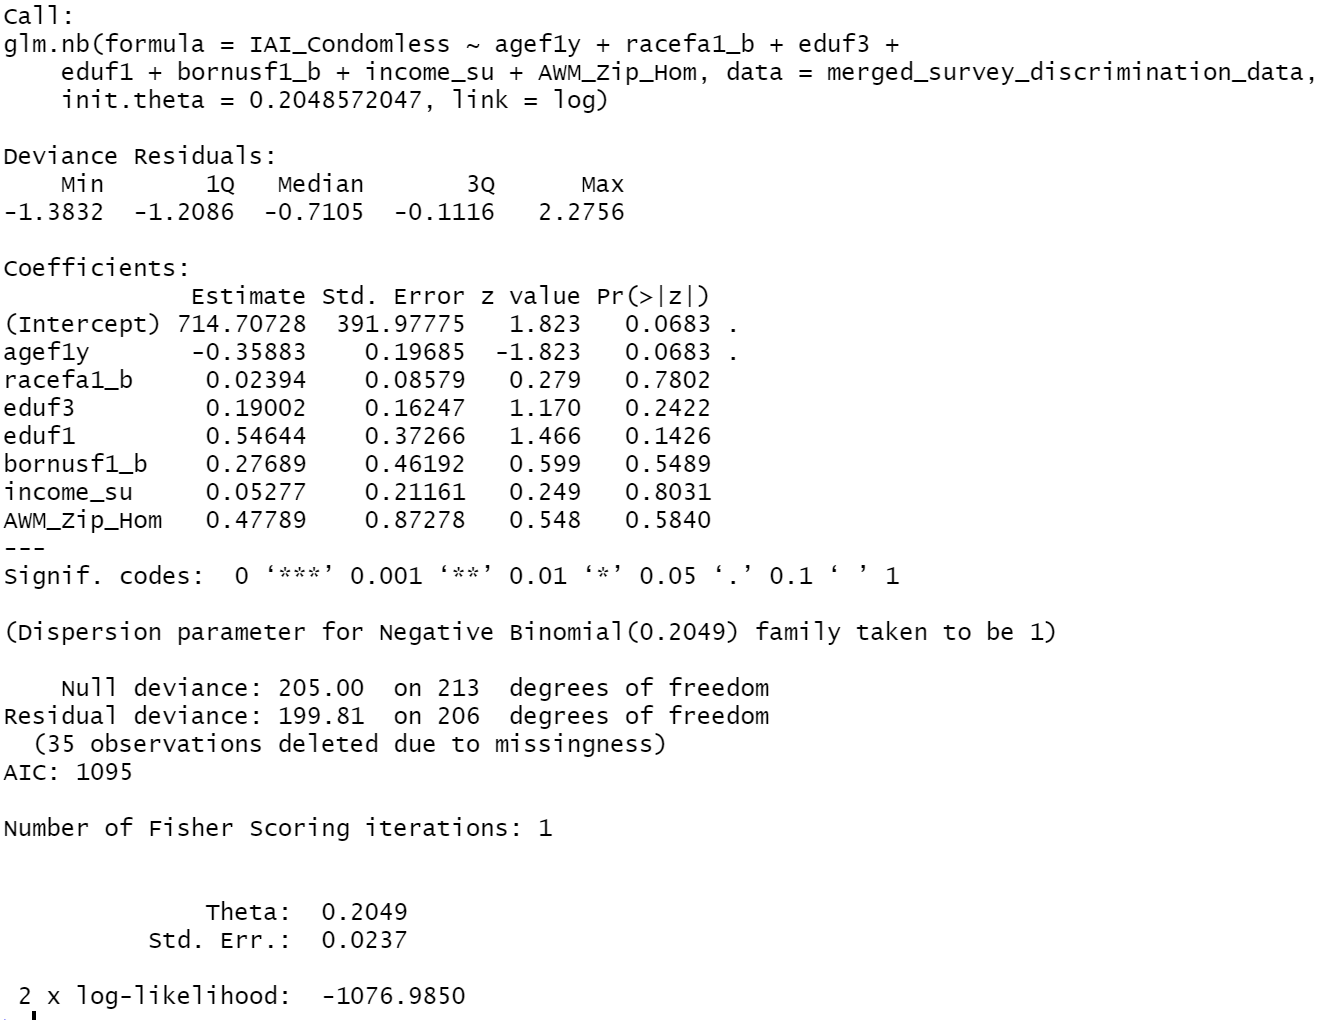 Call:
glm.nb(formula = IAI_Condomless ~ agef1y + racefa1_b + eduf3 +
    eduf1 + bornusf1_b + income_su + AWM_Zip_Hom, data = merged_survey_discrimination_data,
    init.theta = 0.2048572047, link = log)

Deviance Residuals:
    Min       1Q   Median       3Q      Max
-1.3832  -1.2086  -0.7105  -0.1116   2.2756

Coefficients:
             Estimate Std. Error z value Pr(>|z|)
(Intercept) 714.70728  391.97775   1.823   0.0683 .
agef1y       -0.35883    0.19685  -1.823   0.0683 .
racefa1_b     0.02394    0.08579   0.279   0.7802
eduf3         0.19002    0.16247   1.170   0.2422
eduf1         0.54644    0.37266   1.466   0.1426
bornusf1_b    0.27689    0.46192   0.599   0.5489
income_su     0.05277    0.21161   0.249   0.8031
AWM_Zip_Hom   0.47789    0.87278   0.548   0.5840
---
Signif. codes:  0 ‘***’ 0.001 ‘**’ 0.01 ‘*’ 0.05 ‘.’ 0.1 ‘ ’ 1

(Dispersion parameter for Negative Binomial(0.2049) family taken to be 1)

    Null deviance: 205.00  on 213  degrees of freedom
Residual deviance: 199.81  on 206  degrees of freedom
  (35 observations deleted due to missingness)
AIC: 1095

Number of Fisher Scoring iterations: 1


              Theta:  0.2049
          Std. Err.:  0.0237

 2 x log-likelihood:  -1076.9850